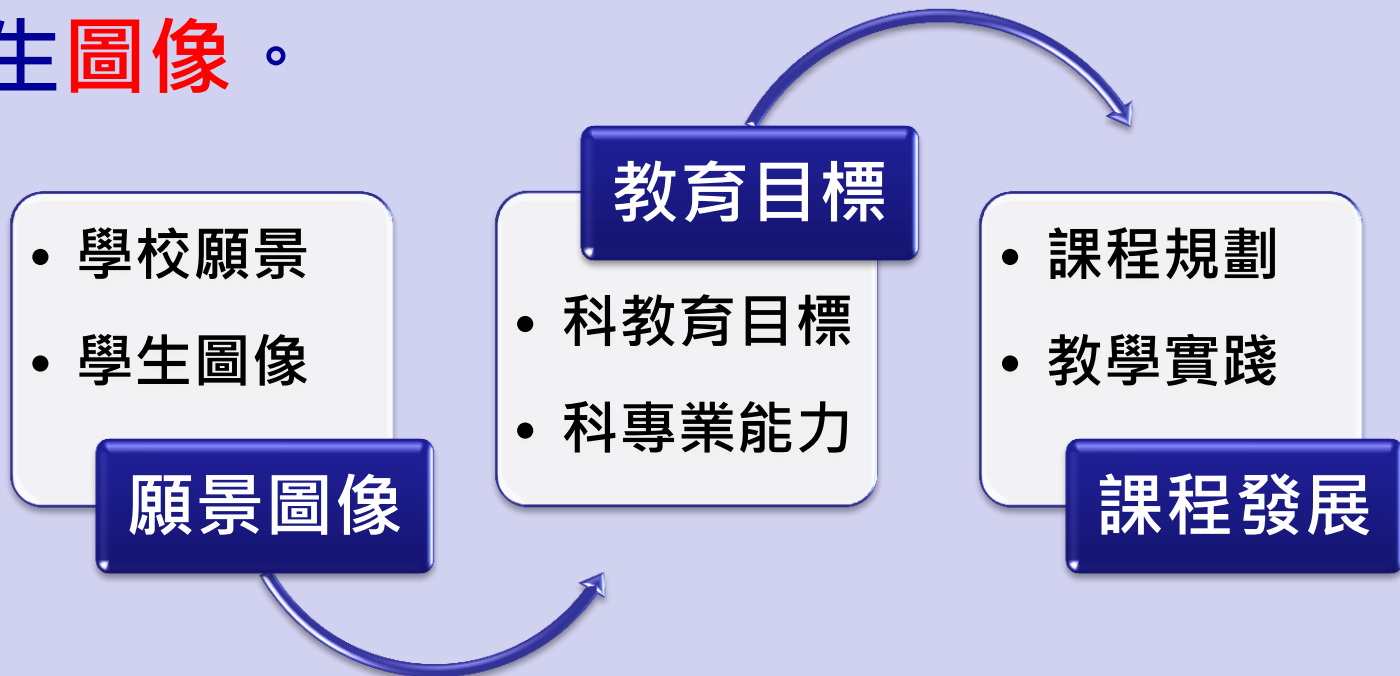 生圖像。
• 學校願景
• 學生圖像
願景圖像
教育目標
• 科教育目標
• 科專業能力
• 課程規劃
• 教學實踐
課程發展